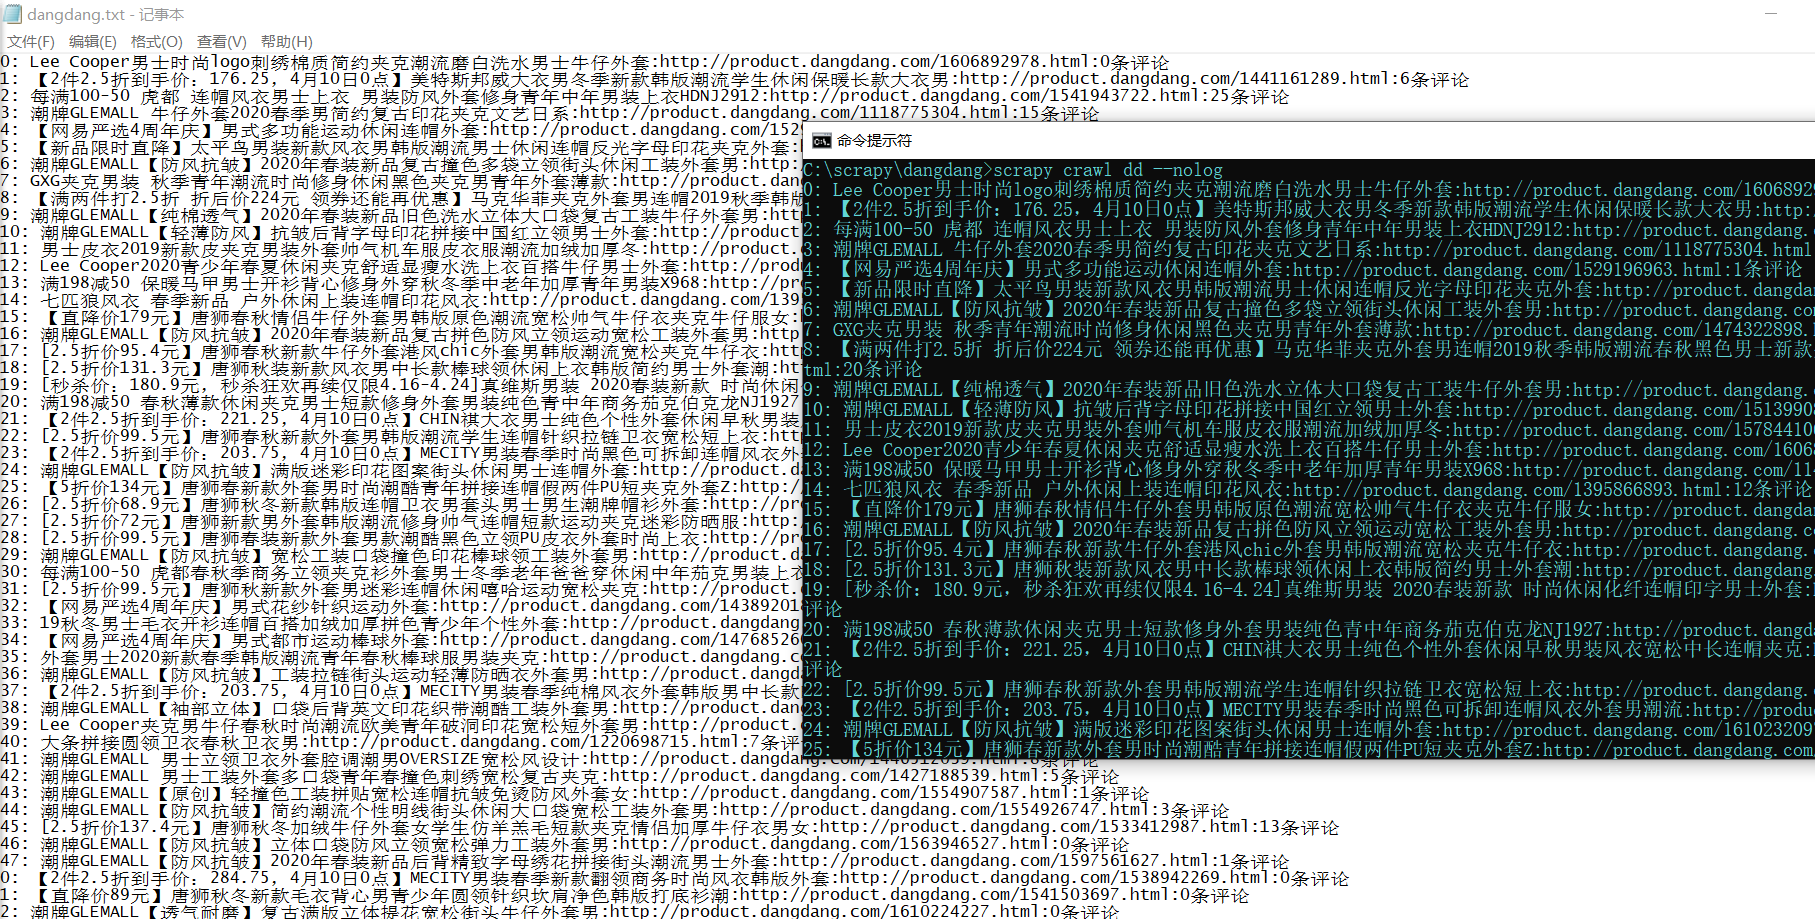 dangdang.txt - 记事本
文件(F) 编辑(E) 格式(O) 查看(V) 帮助(H)
0: Lee Cooper男士时尚logo刺绣棉质简约夹克潮流磨白洗水男士牛仔外套:http://product.dangdang.com/1606892978.html:0条评论
1: 【2件2.5折到手价：176.25，4月10日0点】美特斯邦威大衣男冬季新款韩版潮流学生休闲保暖长款大衣男:http://product.dangdang.com/1441161289.html:6条评论
2: 每满100-50 虎都 连帽风衣男士上衣 男装防风外套修身青年中年男装上衣HDNJ2912:http://product.dangdang.com/1541943722.html:25条评论
3: 潮牌GLEMALL 牛仔外套2020春季男简约复古印花夹克文艺日系:http://product.dangdang.com/1118775304.html:15条评论
4: 【网易严选4周年庆】男式多功能运动休闲连帽外套:http://product.dangdang.com/152
5: 【新品限时直降】太平鸟男装新款风衣男韩版潮流男士休闲连帽反光字母印花夹克外套:
6: 潮牌GLEMALL【防风抗皱】2020年春装新品复古撞色多袋立领街头休闲工装外套男:http:
7: GXG夹克男装 秋季青年潮流时尚修身休闲黑色夹克男青年外套薄款:http://product.dan
8: 【满两件打2.5折 折后价224元 领券还能再优惠】马克华菲夹克外套男连帽2019秋季韩版
9: 潮牌GLEMALL【纯棉透气】2020年春装新品旧色洗水立体大口袋复古工装牛仔外套男:
10: 潮牌GLEMALL【轻薄防风】抗皱后背字母印花拼接中国红立领男士外套:http://prod
11: 男士皮衣2019新款皮夹克男装外套帅气机车服皮衣服潮流加绒加厚冬:http://prod
12: Lee Cooper2020青少年春夏休闲夹克舒适显瘦水洗上衣百搭牛仔男士外套:http://prod
13: 满198减50 保暖马甲男士开衫背心修身外穿秋冬季中老年加厚青年男装X968:http://
14: 七匹狼风衣 春季新品 户外休闲上装连帽印花风衣:http://product.dangdang.com/139
15: 【直降价179元】唐狮春秋情侣牛仔外套男韩版原色潮流宽松帅气牛仔衣夹克牛仔服女:
16: 潮牌GLEMALL【防风抗皱】2020年春装新品复古拼色防风立领运动宽松工装外套男:http:
17: [2.5折价95.4元】唐狮春秋新款牛仔外套港风chic外套男韩版潮流宽松夹克牛仔衣:http:
18: [2.5折价131.3元】唐狮秋装新款风衣男中长款棒球领休闲上衣韩版简约男士外套潮:
19: [秒杀价：180.9元，秒杀狂欢再续仅限4.16-4.24]真维斯男装 2020春装新款 时尚休闲
20: 满198减50 春秋薄款休闲夹克男士短款修身外套男装纯色青中年商务茄克伯克龙NJ1927
21: 【2件2.5折到手价：221.25，4月10日0点】CHIN祺大衣男士纯色个性外套休闲早秋男装
22: [2.5折价99.5元】唐狮春秋新款外套男韩版潮流学生连帽针织拉链卫衣宽松短上衣:
23: 【2件2.5折到手价：203.75，4月10日0点】MECITY男装春季时尚黑色可拆卸连帽风衣外
24: 潮牌GLEMALL【防风抗皱】满版迷彩印花图案街头休闲男士连帽外套:http://product
25: 【5折价134元】唐狮春新款外套男时尚潮酷青年拼接连帽假两件PU短夹克外套Z:http:/
26: [2.5折价68.9元】唐狮秋冬新款韩版连帽卫衣男套头男士男生潮牌帽衫外套:http:
27: [2.5折价72元】唐狮新款男外套韩版潮流修身帅气连帽短款运动夹克迷彩防晒服:http:
28: [2.5折价99.5元】唐狮春装新款外套男款潮酷黑色立领PU皮衣外套时尚上衣:http:
29: 潮牌GLEMALL【防风抗皱】宽松工装口袋撞色印花棒球领工装外套男:http://product
30: 每满100-50 虎都春秋季商务立领夹克衫外套男士冬季老年爸爸穿休闲中年茄克男装上衣
31: [2.5折价99.5元】唐狮秋新款外套男迷彩连帽休闲嘻哈运动宽松夹克:http://product
32: 【网易严选4周年庆】男式花纱针织运动外套:http://product.dangdang.com/14389201
33: 19秋冬男士毛衣开衫连帽百搭加绒加厚拼色青少年个性外套:http://product.dangdang
34: 【网易严选4周年庆】男式都市运动棒球外套:http://product.dangdang.com/14768526
35: 外套男士2020新款春季韩版潮流青年春秋棒球服男装夹克:http://product.dangdang.c
36: 潮牌GLEMALL【防风抗皱】工装拉链街头运动轻薄防晒衣外套男:http://product.dang
37: 【2件2.5折到手价：203.75，4月10日0点】MECITY男装春季纯棉风衣外套韩版男中长款
38: 潮牌GLEMALL【袖部立体】口袋后背英文印花织带潮酷工装外套男:http://product
39: Lee Cooper夹克男牛仔春秋时尚潮流欧美青年破洞印花宽松短外套男:http://product
40: 大条拼接圆领卫衣春秋卫衣男:http://product.dangdang.com/1220698715.html:7条评
41: 潮牌GLEMALL 男士立领卫衣外套腔调潮男OVERSIZE宽松风设计:http://product.dangdang.com/
42: 潮牌GLEMALL 男士工装外套多口袋青年春撞色刺绣宽松复古夹克:http://product.dangdang.com/1427188539.html:5条评论
43: 潮牌GLEMALL【原创】轻撞色工装拼贴宽松连帽抗皱免烫防风外套女:http://product.dangdang.com/1554907587.html:1条评论
44: 潮牌GLEMALL【防风抗皱】简约潮流个性明线街头休闲大口袋宽松工装外套男:http://product.dangdang.com/1554926747.html:3条评论
45: [2.5折价137.4元】唐狮秋冬加绒牛仔外套女学生仿羊羔毛短款夹克情侣加厚牛仔衣男女:http://product.dangdang.com/1533412987.html:13条评论
46: 潮牌GLEMALL【防风抗皱】立体口袋防风立领宽松弹力工装外套男:http://product.dangdang.com/1563946527.html:0条评论
47: 潮牌GLEMALL【防风抗皱】2020年春装新品后背精致字母绣花拼接街头潮流男士外套:http://product.dangdang.com/1597561627.html:1条评论
0: 【2件2.5折到手价：284.75，4月10日0点】MECITY男装春季新款翻领商务时尚风衣韩版外套:http://product.dangdang.com/1538942269.html:0条评论
1: 【直降价89元】唐狮秋冬新款毛衣背心男青少年圆领针织坎肩净色韩版打底衫潮:http://product.dangdang.com/1541503697.html:0条评论
2: 潮牌GLEMALL【透气耐磨】复古满版立体提花宽松街头牛仔外套男:http://product.dangdang.com/1610224227.html:0条评论
命令提示符
C:\scrapy\dangdang>scrapy crawl dd --nolog
0: Lee Cooper男士时尚logo刺绣棉质简约夹克潮流磨白洗水男士牛仔外套:http://product.dangdang.com/16068929
1: 【2件2.5折到手价：176.25，4月10日0点】美特斯邦威大衣男冬季新款韩版潮流学生休闲保暖长款大衣男:http:/
2: 每满100-50 虎都 连帽风衣男士上衣 男装防风外套修身青年中年男装上衣HDNJ2912:http://product.dangdang.c
3: 潮牌GLEMALL 牛仔外套2020春季男简约复古印花夹克文艺日系:http://product.dangdang.com/1118775304.html
4: 【网易严选4周年庆】男式多功能运动休闲连帽外套:http://product.dangdang.com/1529196963.html:1条评论
5: 【新品限时直降】太平鸟男装新款风衣男韩版潮流男士休闲连帽反光字母印花夹克外套:http://product.dangda
6: 潮牌GLEMALL【防风抗皱】2020年春装新品复古撞色多袋立领街头休闲工装外套男:http://product.dangdang.c
7: GXG夹克男装 秋季青年潮流时尚修身休闲黑色夹克男青年外套薄款:http://product.dangdang.com/1474322898.
8: 【满两件打2.5折 折后价224元 领券还能再优惠】马克华菲夹克外套男连帽2019秋季韩版潮流春秋黑色男士新款
tml:20条评论
9: 潮牌GLEMALL【纯棉透气】2020年春装新品旧色洗水立体大口袋复古工装牛仔外套男:http://product.dangdang
10: 潮牌GLEMALL【轻薄防风】抗皱后背字母印花拼接中国红立领男士外套:http://product.dangdang.com/1513990
11: 男士皮衣2019新款皮夹克男装外套帅气机车服皮衣服潮流加绒加厚冬:http://product.dangdang.com/15784410
12: Lee Cooper2020青少年春夏休闲夹克舒适显瘦水洗上衣百搭牛仔男士外套:http://product.dangdang.com/1606
13: 满198减50 保暖马甲男士开衫背心修身外穿秋冬季中老年加厚青年男装X968:http://product.dangdang.com/11
14: 七匹狼风衣 春季新品 户外休闲上装连帽印花风衣:http://product.dangdang.com/1395866893.html:12条评论
15: 【直降价179元】唐狮春秋情侣牛仔外套男韩版原色潮流宽松帅气牛仔衣夹克牛仔服女:http://product.dangda
16: 潮牌GLEMALL【防风抗皱】2020年春装新品复古拼色防风立领运动宽松工装外套男:http://product.dangdang.
17: [2.5折价95.4元】唐狮春秋新款牛仔外套港风chic外套男韩版潮流宽松夹克牛仔衣:http://product.dangdang
18: [2.5折价131.3元】唐狮秋装新款风衣男中长款棒球领休闲上衣韩版简约男士外套潮:http://product.dangdang
19: [秒杀价：180.9元，秒杀狂欢再续仅限4.16-4.24]真维斯男装 2020春装新款 时尚休闲化纤连帽印字男士外套:
评论
20: 满198减50 春秋薄款休闲夹克男士短款修身外套男装纯色青中年商务茄克伯克龙NJ1927:http://product.dangda
21: 【2件2.5折到手价：221.25，4月10日0点】CHIN祺大衣男士纯色个性外套休闲早秋男装风衣宽松中长连帽夹克:
评论
22: [2.5折价99.5元】唐狮春秋新款外套男韩版潮流学生连帽针织拉链卫衣宽松短上衣:http://product.dangdang
23: 【2件2.5折到手价：203.75，4月10日0点】MECITY男装春季时尚黑色可拆卸连帽风衣外套男潮流:http://produ
24: 潮牌GLEMALL【防风抗皱】满版迷彩印花图案街头休闲男士连帽外套:http://product.dangdang.com/161023209
25: 【5折价134元】唐狮春新款外套男时尚潮酷青年拼接连帽假两件PU短夹克外套Z:http://product.dangdang.com